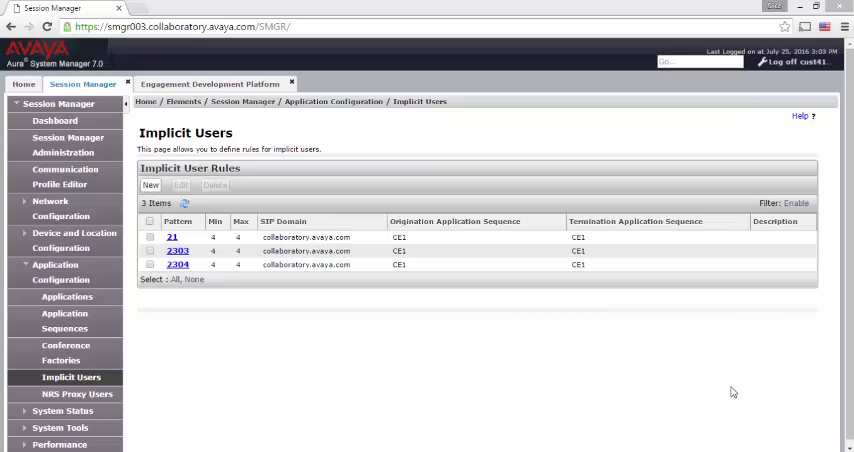 Session Manager
Slice
https://smgr003.collaboratory.avaya.com/SMGR/
AVAYA
Aura® System Manager 7.0
Last Logged on at July 25, 2016 3:03 PM
Go...
Log off cust41..
Home
Session Manager
Engagement Development Platform
Session Manager
Dashboard
Session Manager
Administration
Communication
Profile Editor
Network
Configuration
Device and Location
Configuration
Application
Configuration
Applications
Application
Sequences
Conference
Factories
Implicit Users
NRS Proxy Users
System Status
System Tools
Performance
Home / Elements / Session Manager / Application Configuration / Implicit Users
Help ?
Implicit Users
This page allows you to define rules for implicit users.
Implicit User Rules
New Edit Delete
3 Items Filter: Enable
Pattern Min Max SIP Domain Origination Application Sequence Termination Application Sequence Description
21 4 4 collaboratory.avaya.com CE1 CE1
2303 4 4 collaboratory.avaya.com CE1 CE1
2304 4 4 collaboratory.avaya.com CE1 CE1
Select : All, None